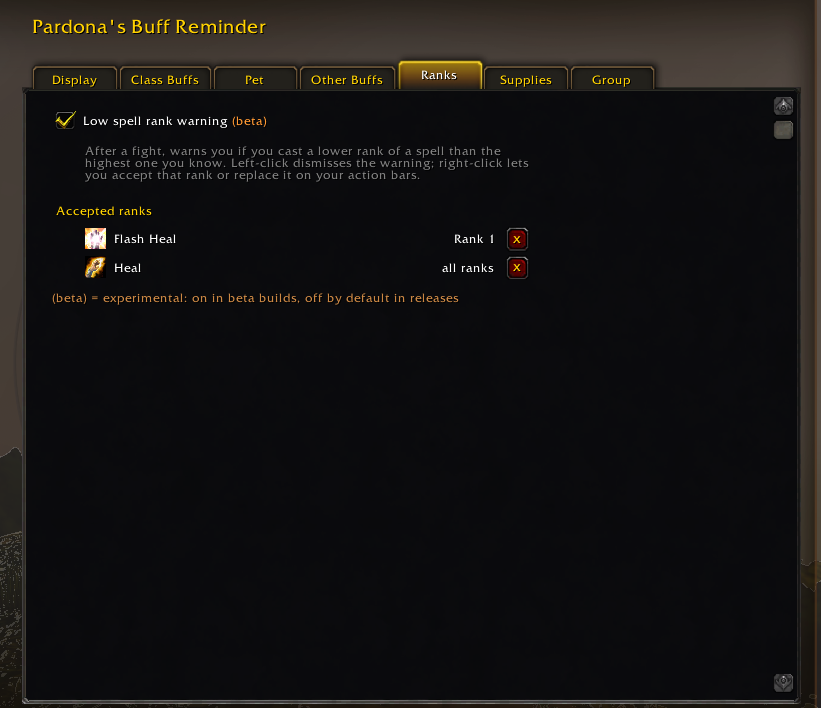 Pardona's Buff Reminder
Display Class Buffs Pet Other Buffs Ranks Supplies Group
Low spell rank warning (beta)
After a fight, warns you if you cast a lower rank of a spell than the
highest one you know. Left-click dismisses the warning; right-click lets
you accept that rank or replace it on your action bars.
Accepted ranks
Flash Heal Rank 1 x
Heal all ranks x
(beta) = experimental: on in beta builds, off by default in releases